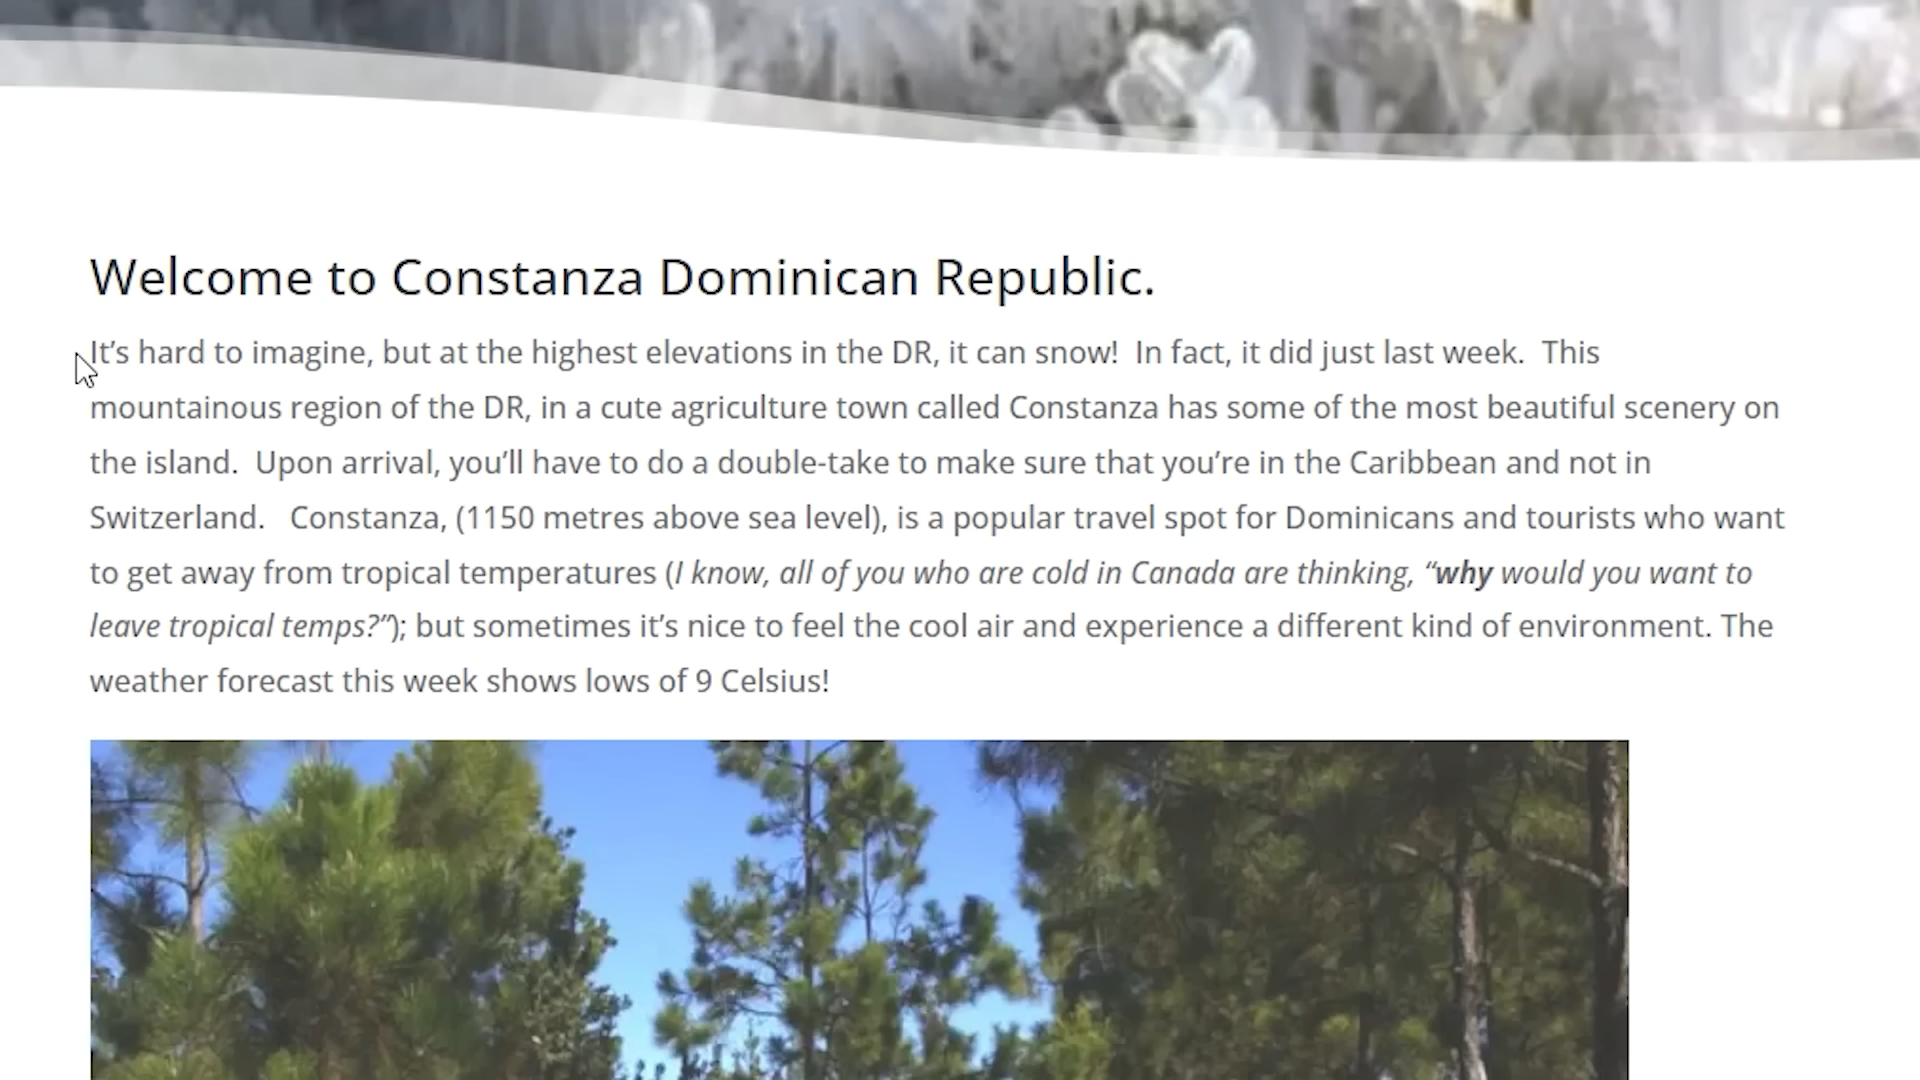 Welcome to Constanza Dominican Republic.
It’s hard to imagine, but at the highest elevations in the DR, it can snow!  In fact, it did just last week.  This
mountainous region of the DR, in a cute agriculture town called Constanza has some of the most beautiful scenery on
the island.  Upon arrival, you’ll have to do a double-take to make sure that you’re in the Caribbean and not in
Switzerland.   Constanza, (1150 metres above sea level), is a popular travel spot for Dominicans and tourists who want
to get away from tropical temperatures (I know, all of you who are cold in Canada are thinking, “why would you want to
leave tropical temps?”); but sometimes it’s nice to feel the cool air and experience a different kind of environment. The
weather forecast this week shows lows of 9 Celsius!